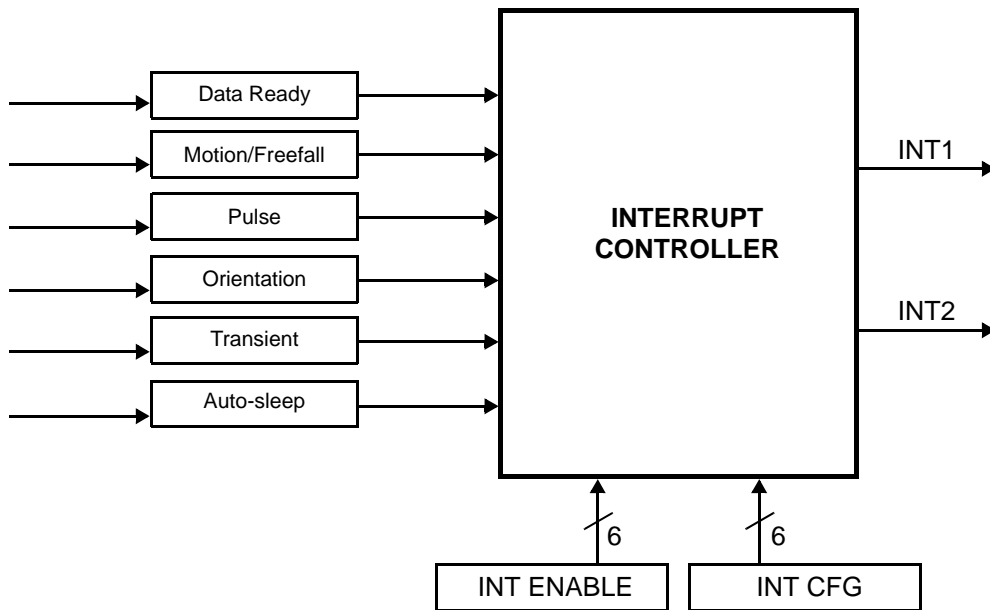 Data Ready
Motion/Freefall
Pulse
Orientation
Transient
Auto-sleep
INTERRUPT
CONTROLLER
INT1
INT2
6
6
INT ENABLE
INT CFG